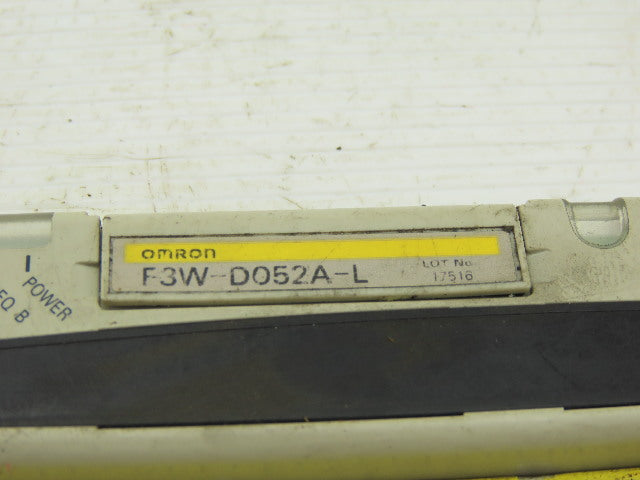 OMRON
F3W-D052A-L
LOT No.
17516
POWER
EQ B